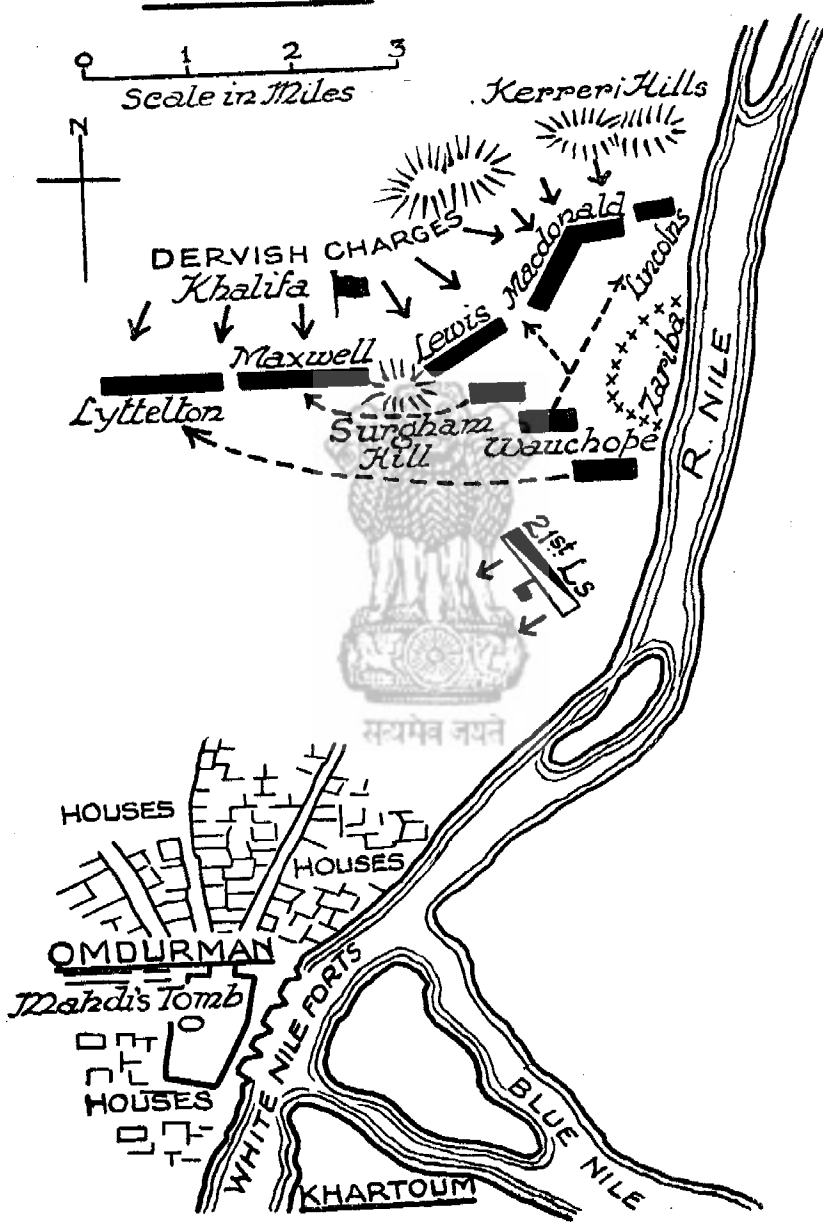 0 1 2 3
Scale in Miles
N
Kerreri Hills
DERVISH CHARGES
Khalifa
Macdonald
Lincolns
Lewis
Maxwell
Zariba
Lyttelton
Surgham
Hill
Wauchope
R. NILE
21st Ls
सत्यमेव जयते
HOUSES
HOUSES
OMDURMAN
Mahdi's Tomb
HOUSES
WHITE NILE FORTS
BLUE NILE
KHARTOUM